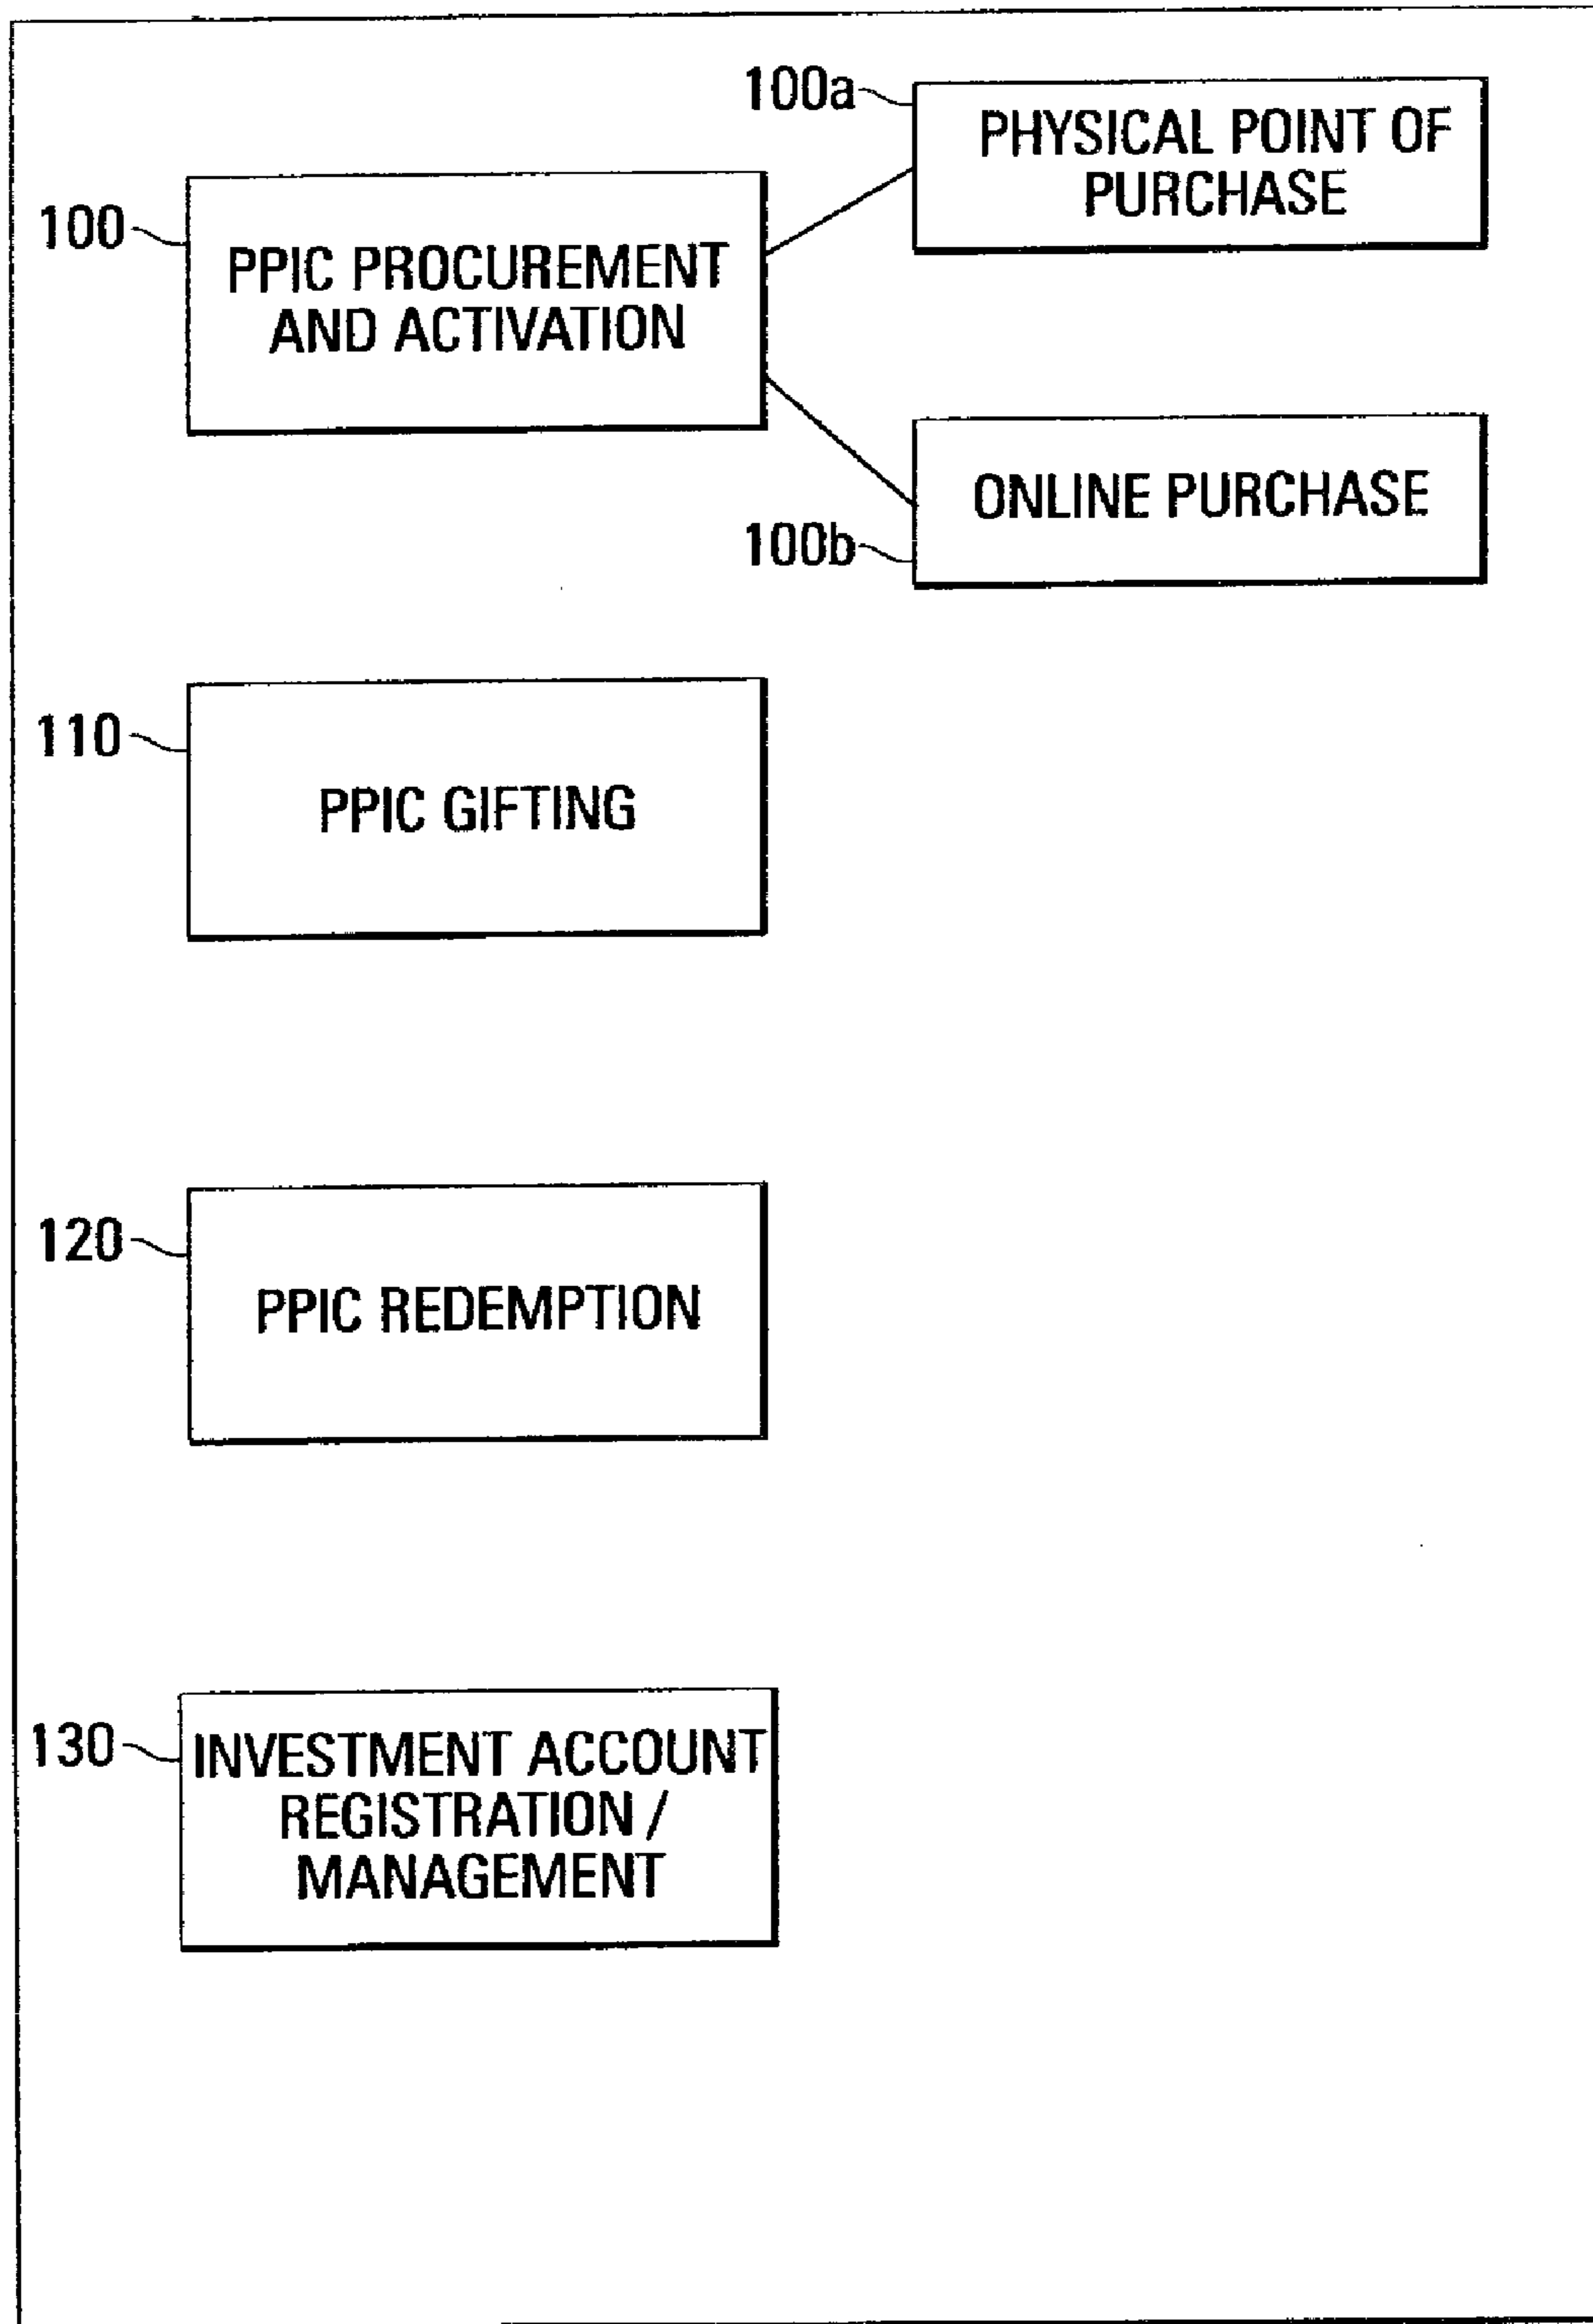 100a
PHYSICAL POINT OF
PURCHASE
100
PPIC PROCUREMENT
AND ACTIVATION
ONLINE PURCHASE
100b
110
PPIC GIFTING
120
PPIC REDEMPTION
130
INVESTMENT ACCOUNT
REGISTRATION /
MANAGEMENT